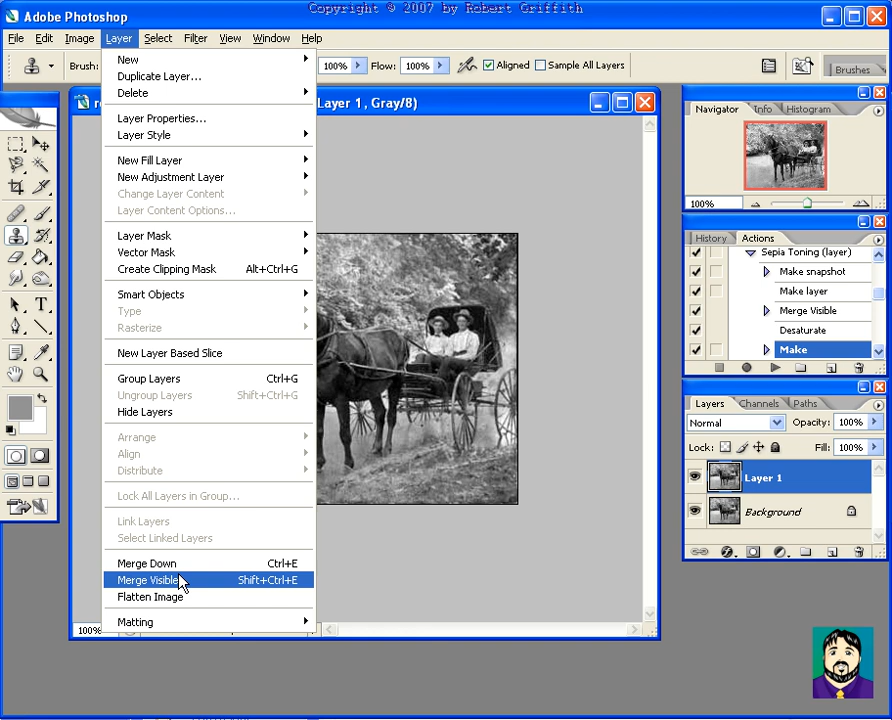 Copyright © 2007 by Robert Griffith
Adobe Photoshop
File Edit Image Layer Select Filter View Window Help
Brush: 100% Flow: 100% Aligned Sample All Layers Brushes
Layer 1, Gray/8)
New
Duplicate Layer...
Delete
Layer Properties...
Layer Style
New Fill Layer
New Adjustment Layer
Change Layer Content
Layer Content Options...
Layer Mask
Vector Mask
Create Clipping Mask Alt+Ctrl+G
Smart Objects
Type
Rasterize
New Layer Based Slice
Group Layers Ctrl+G
Ungroup Layers Shift+Ctrl+G
Hide Layers
Arrange
Align
Distribute
Lock All Layers in Group...
Link Layers
Select Linked Layers
Merge Down Ctrl+E
Merge Visible Shift+Ctrl+E
Flatten Image
Matting
100%
Navigator Info Histogram
100%
History Actions
Sepia Toning (layer)
Make snapshot
Make layer
Merge Visible
Desaturate
Make
Layers Channels Paths
Normal Opacity: 100%
Lock: Fill: 100%
Layer 1
Background